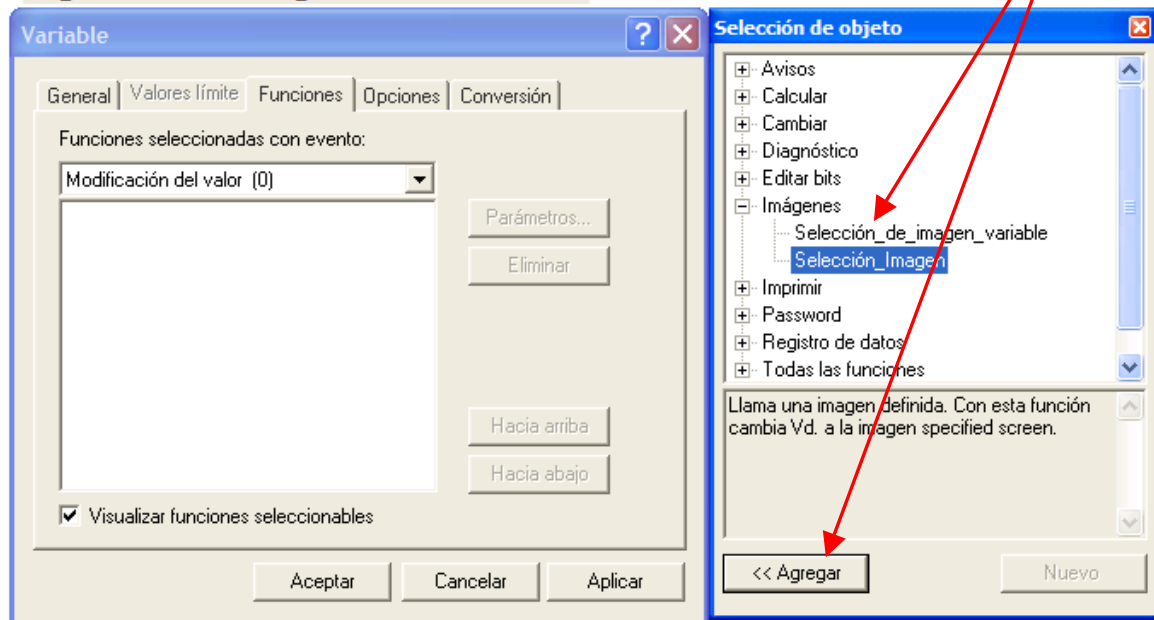 Variable
General
Valores límite
Funciones
Opciones
Conversión
Funciones seleccionadas con evento:
Modificación del valor (0)
Parámetros...
Eliminar
Hacia arriba
Hacia abajo
Visualizar funciones seleccionables
Aceptar
Cancelar
Aplicar
Selección de objeto
Avisos
Calcular
Cambiar
Diagnóstico
Editar bits
Imágenes
Selección_de_imagen_variable
Selección_Imagen
Imprimir
Password
Registro de datos
Todas las funciones
Llama una imagen definida. Con esta función
cambia Vd. a la imagen specified screen.
<< Agregar
Nuevo